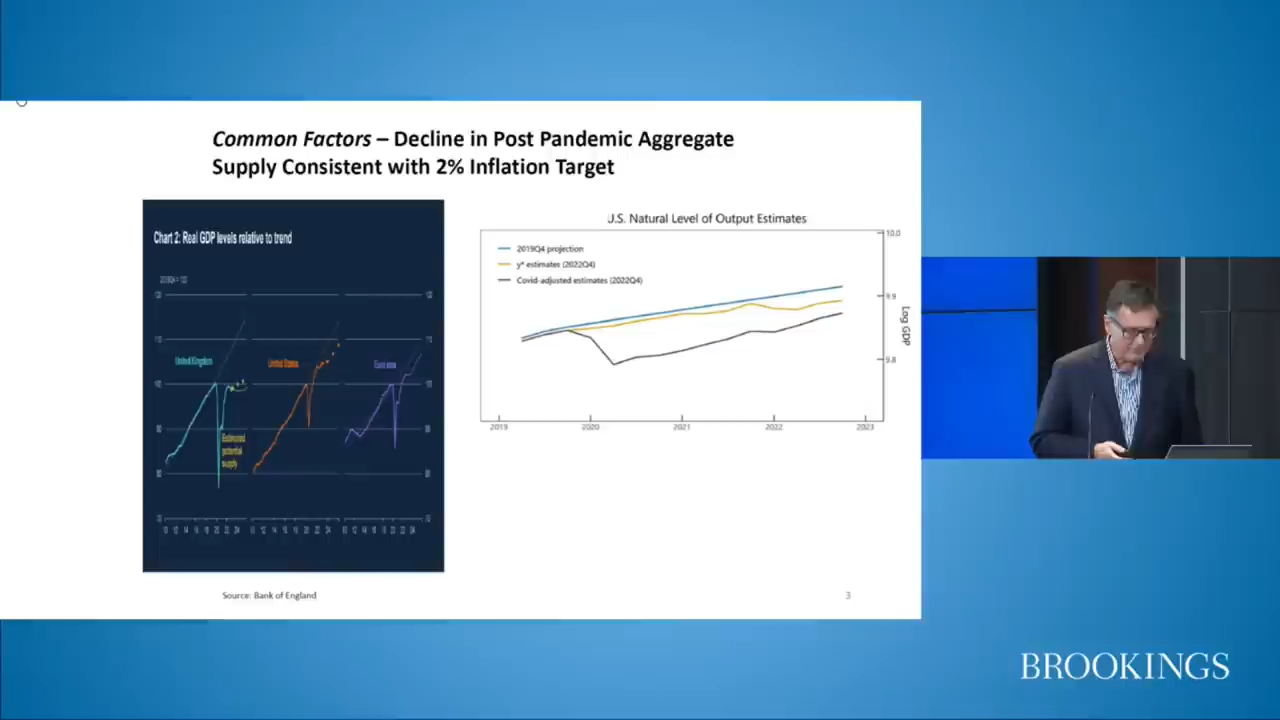 Common Factors – Decline in Post Pandemic Aggregate
Supply Consistent with 2% Inflation Target
Chart 2: Real GDP levels relative to trend
2019Q4 = 100
United Kingdom
United States
Euro area
Estimated
potential
supply
U.S. Natural Level of Output Estimates
2019Q4 projection
y* estimates (2022Q4)
Covid-adjusted estimates (2022Q4)
10.0
9.9
9.8
Log GDP
2019 2020 2021 2022 2023
Source: Bank of England
3
BROOKINGS